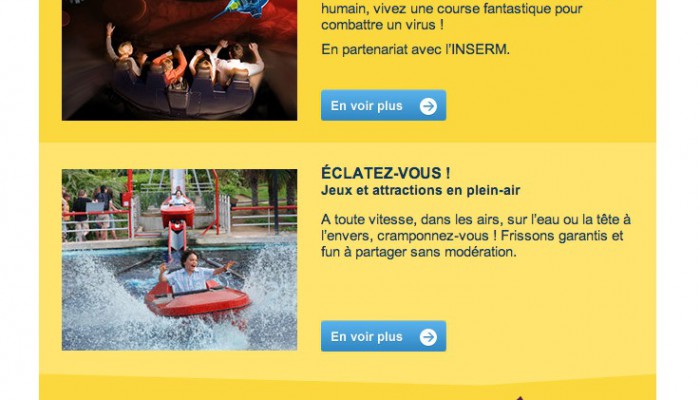 humain, vivez une course fantastique pour
combattre un virus !
En partenariat avec l’INSERM.
En voir plus
ÉCLATEZ-VOUS !
Jeux et attractions en plein-air
A toute vitesse, dans les airs, sur l’eau ou la tête à
l’envers, cramponnez-vous ! Frissons garantis et
fun à partager sans modération.
En voir plus